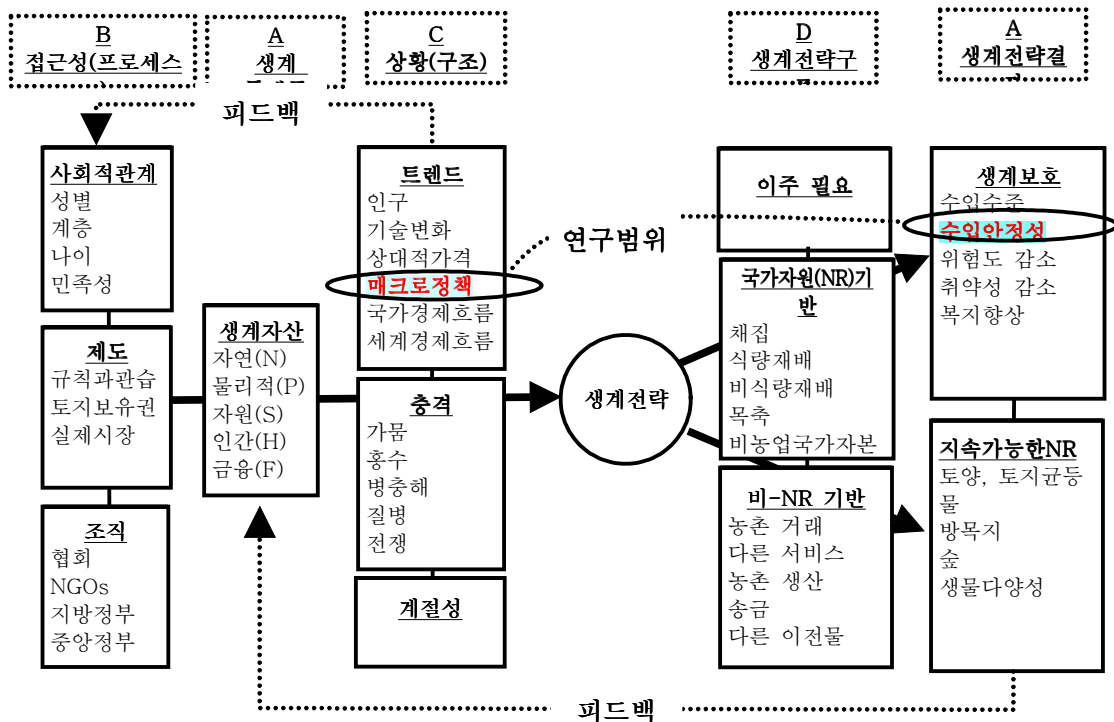 B
접근성(프로세스
A
생계
C
상황(구조)
D
생계전략구
A
생계전략결
피드백
사회적관계
성별
계층
나이
민족성
제도
규칙과관습
토지보유권
실제시장
조직
협회
NGOs
지방정부
중앙정부
생계자산
자연(N)
물리적(P)
자원(S)
인간(H)
금융(F)
트렌드
인구
기술변화
상대적가격
매크로정책
국가경제흐름
세계경제흐름
충격
가뭄
홍수
병충해
질병
전쟁
계절성
연구범위
생계전략
이주 필요
국가자원(NR)기
반
채집
식량재배
비식량재배
목축
비농업국가자본
비-NR 기반
농촌 거래
다른 서비스
농촌 생산
송금
다른 이전물
생계보호
수입수준
수입안정성
위험도 감소
취약성 감소
복지향상
지속가능한NR
토양, 토지균등
물
방목지
숲
생물다양성
피드백